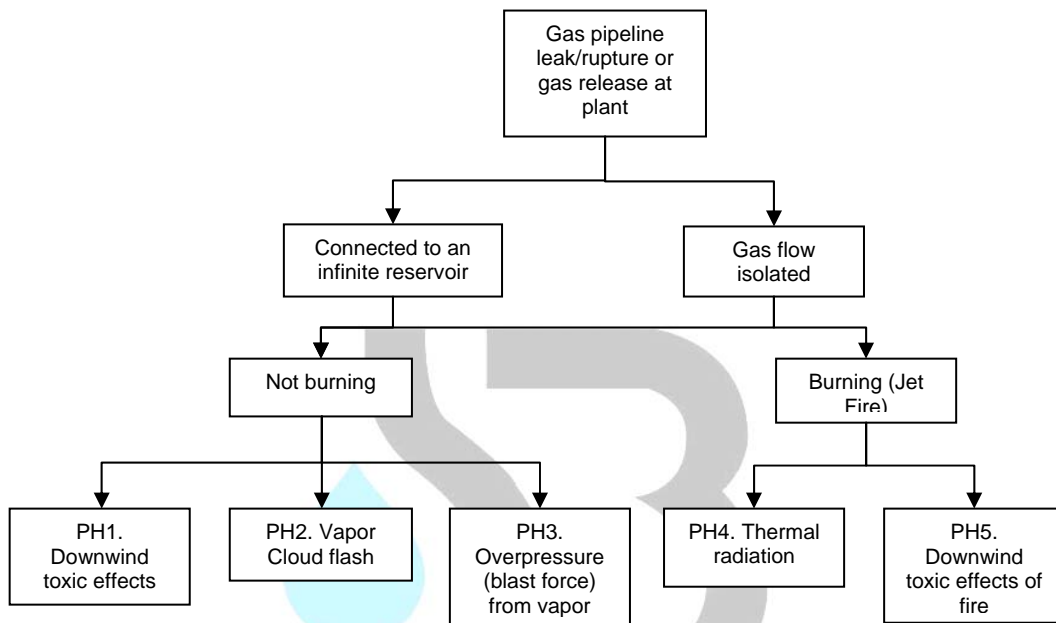 Gas pipeline
leak/rupture or
gas release at
plant
Connected to an
infinite reservoir
Gas flow
isolated
Not burning
Burning (Jet
Fire)
PH1.
Downwind
toxic effects
PH2. Vapor
Cloud flash
PH3.
Overpressure
(blast force)
from vapor
PH4. Thermal
radiation
PH5.
Downwind
toxic effects of
fire